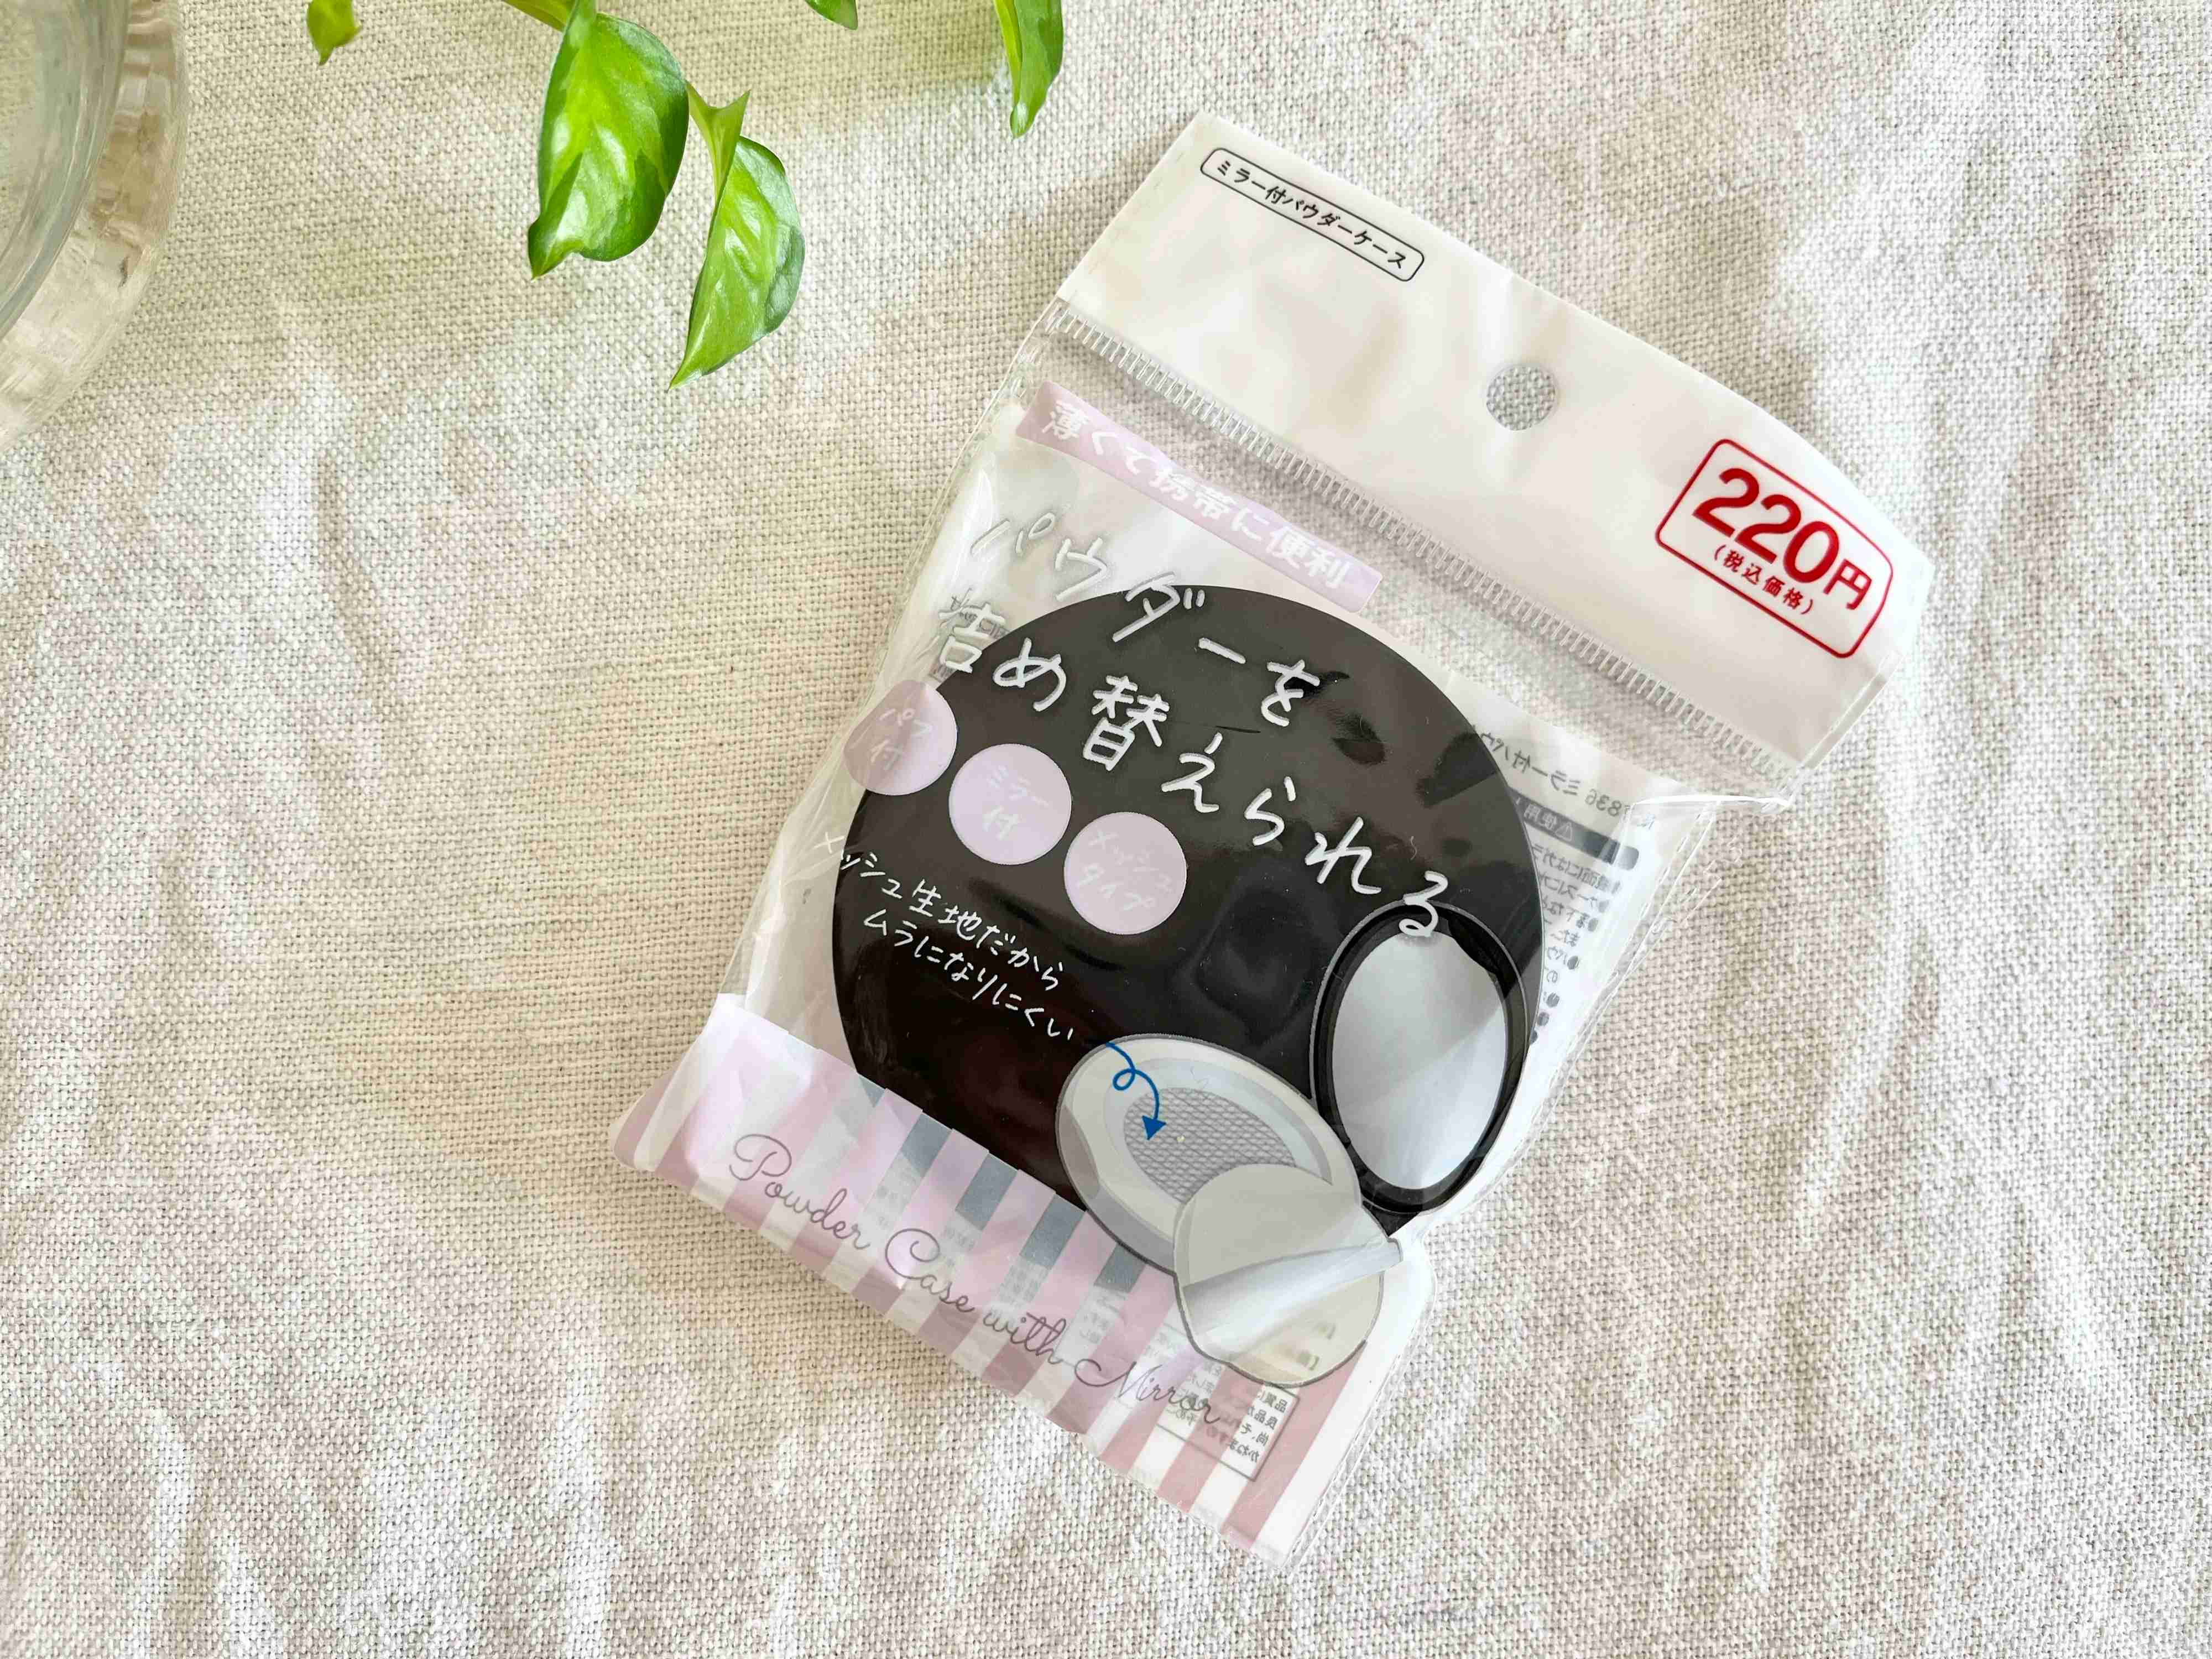 ミラー付パウダーケース
220円
(税込価格)
薄くて携帯に便利
パウダーを
詰め替えられる
パフ
付
ミラー
付
メッシュ
タイプ
メッシュ生地だから
ムラになりにくい
Powder Case with Mirror